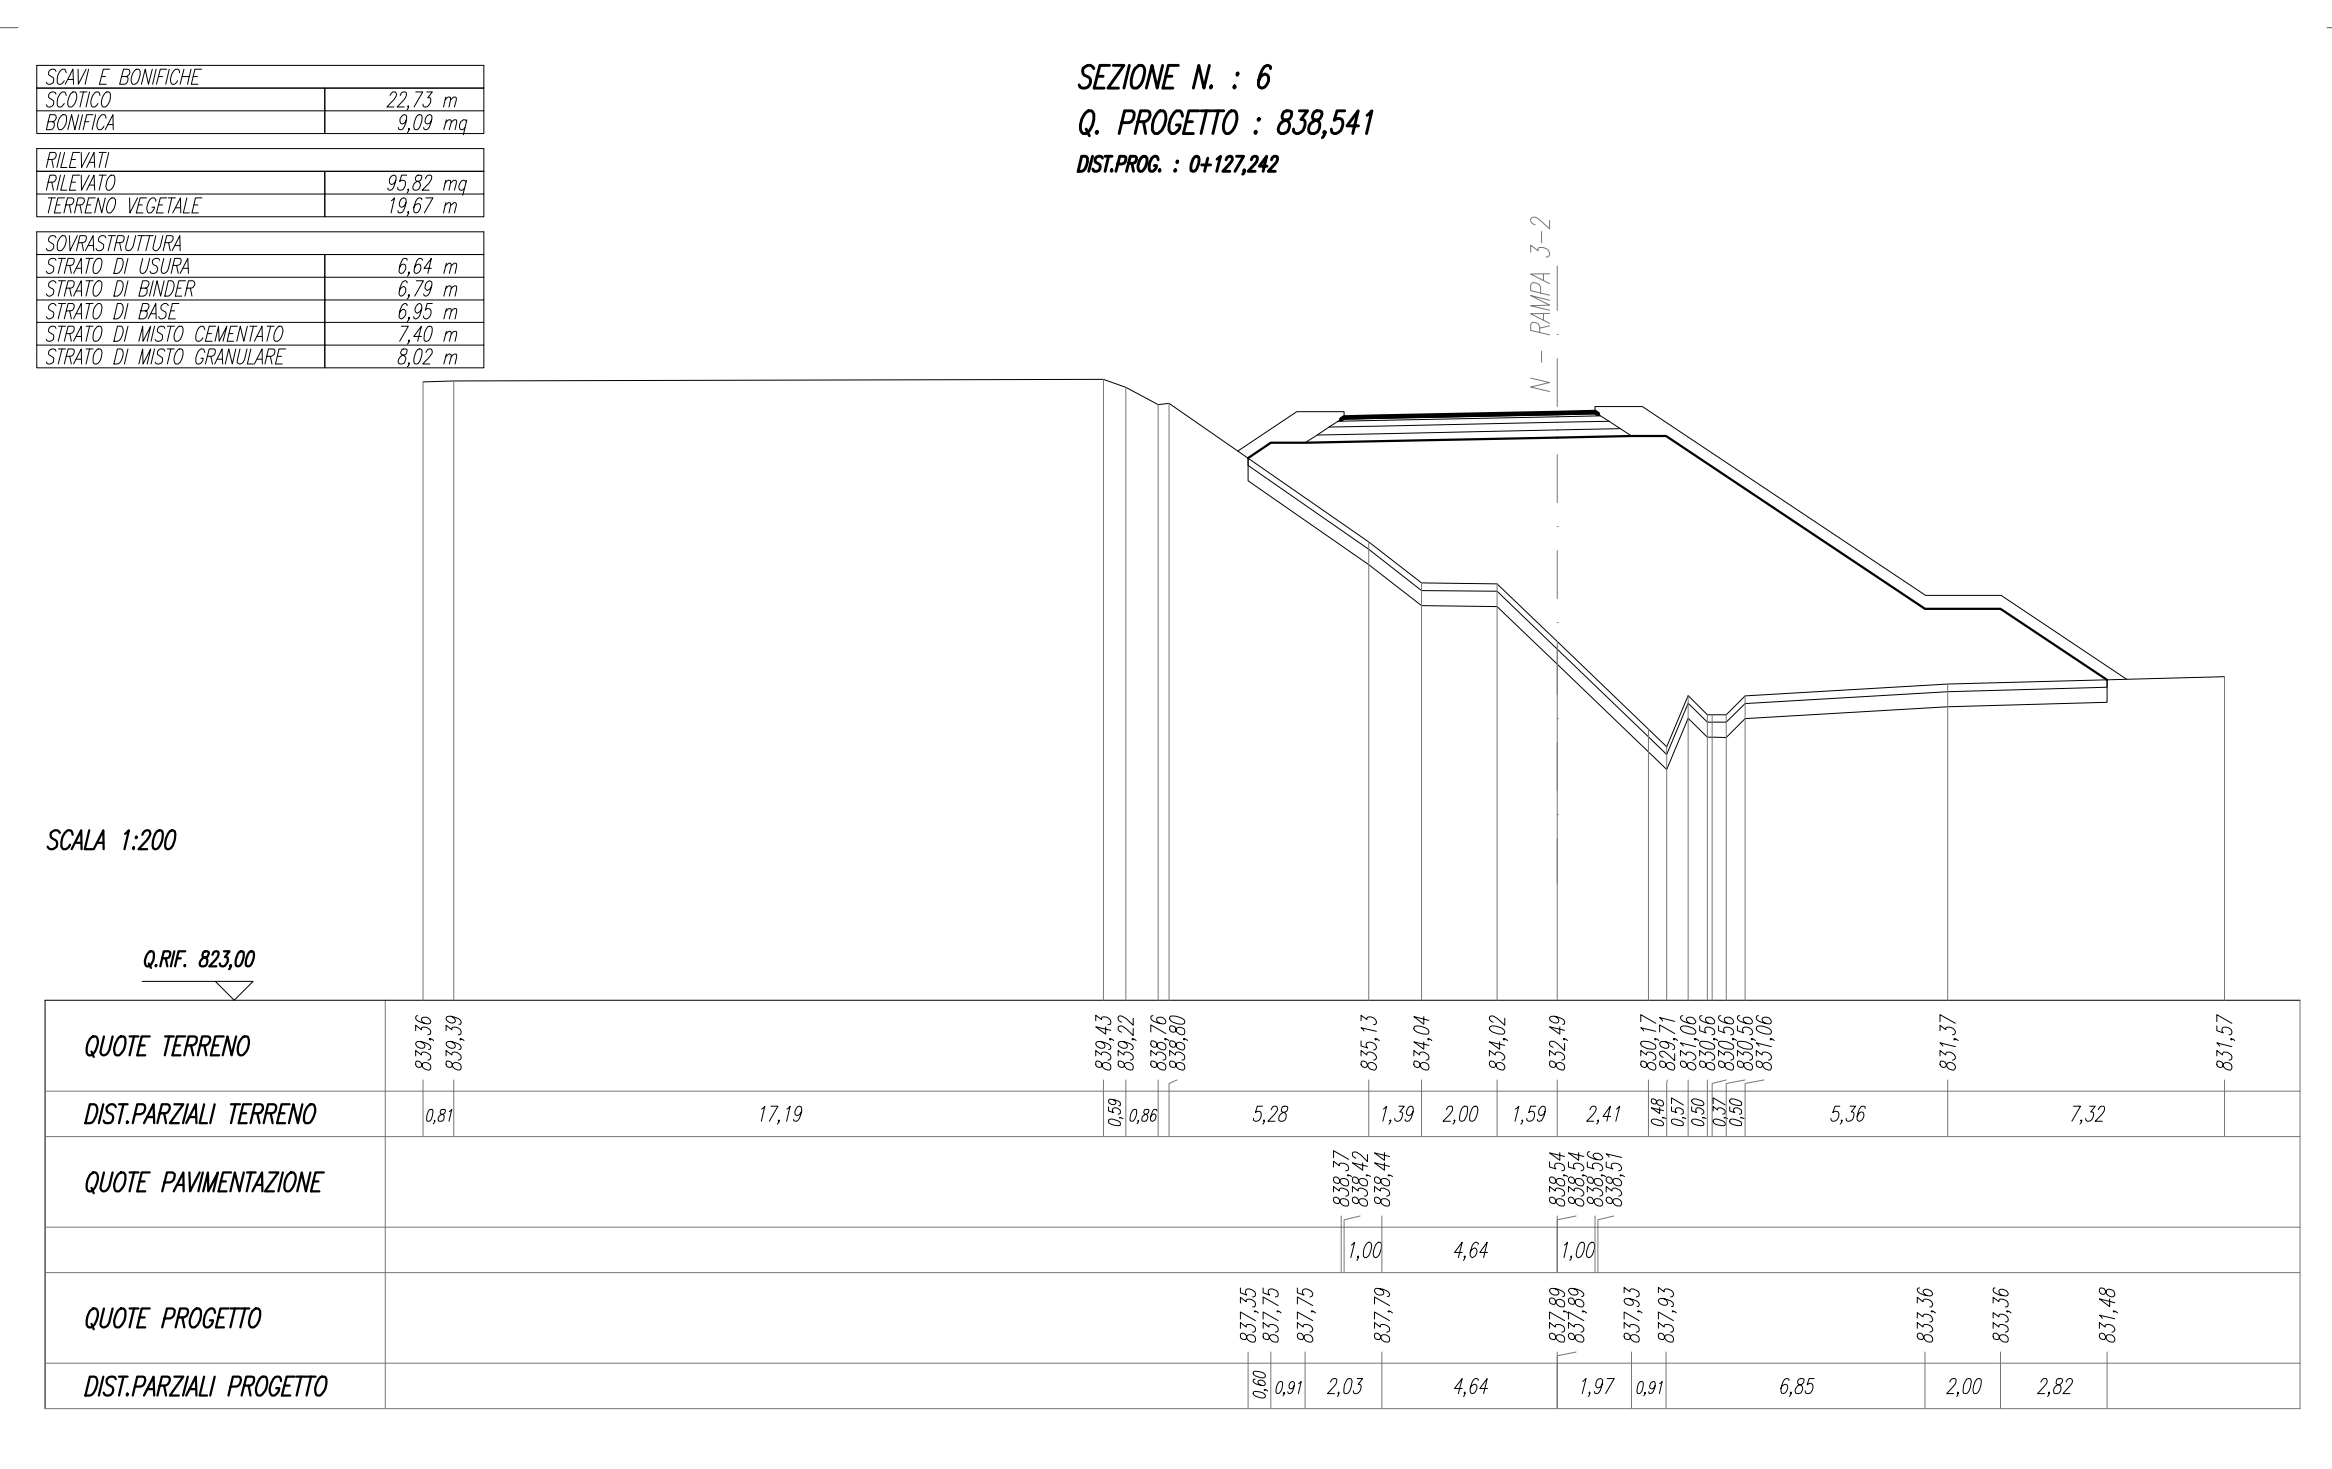 SCAVI E BONIFICHE
SCOTICO 22,73 m
BONIFICA 9,09 mq
RILEVATI
RILEVATO 95,82 mq
TERRENO VEGETALE 19,67 m
SOVRASTRUTTURA
STRATO DI USURA 6,64 m
STRATO DI BINDER 6,79 m
STRATO DI BASE 6,95 m
STRATO DI MISTO CEMENTATO 7,40 m
STRATO DI MISTO GRANULARE 8,02 m
SEZIONE N. : 6
Q. PROGETTO : 838,541
DIST.PROG. : 0+127,242
N - RAMPA 3-2
SCALA 1:200
Q.RIF. 823,00
QUOTE TERRENO 839,36 839,39 839,43 839,22 838,76 838,80 835,13 834,04 834,02 832,49 830,17 829,71 831,06 830,56 830,56 830,56 831,06 831,37 831,57
DIST.PARZIALI TERRENO 0,81 17,19 0,59 0,86 5,28 1,39 2,00 1,59 2,41 0,48 0,57 0,50 0,37 0,50 5,36 7,32
QUOTE PAVIMENTAZIONE 838,37 838,42 838,44 838,54 838,54 838,56 838,51
1,00 4,64 1,00
QUOTE PROGETTO 837,35 837,75 837,75 837,79 837,89 837,89 837,93 837,93 833,36 833,36 831,48
DIST.PARZIALI PROGETTO 0,60 0,91 2,03 4,64 1,97 0,91 6,85 2,00 2,82